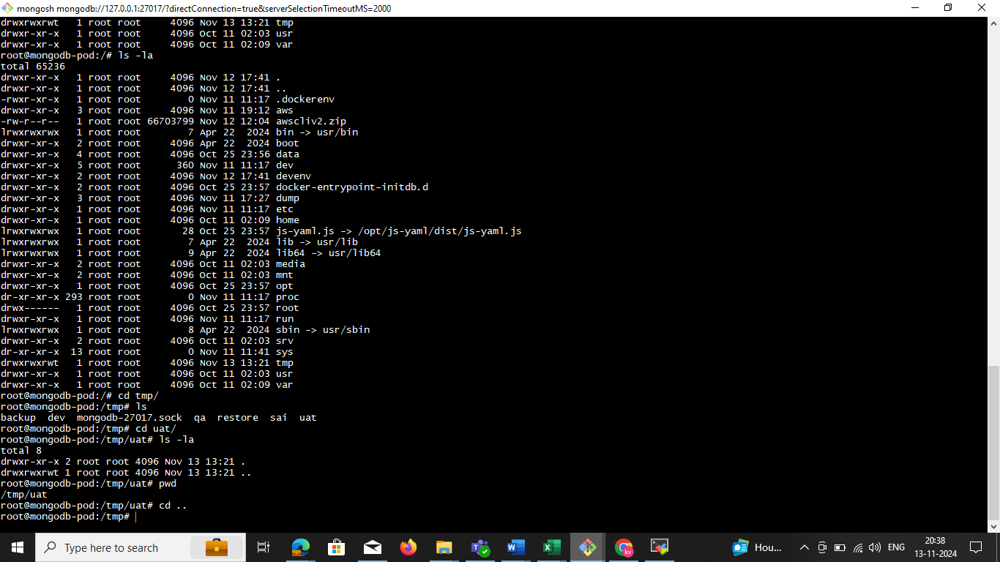 mongosh mongodb://127.0.0.1:27017/?directConnection=true&serverSelectionTimeoutMS=2000
drwxrwxrwt   1 root root     4096 Nov 13 13:21 tmp
drwxr-xr-x   1 root root     4096 Oct 11 02:03 usr
drwxr-xr-x   1 root root     4096 Oct 11 02:09 var
root@mongodb-pod:/# ls -la
total 65236
drwxr-xr-x   1 root root     4096 Nov 12 17:41 .
drwxr-xr-x   1 root root     4096 Nov 12 17:41 ..
-rwxr-xr-x   1 root root        0 Nov 11 11:17 .dockerenv
drwxr-xr-x   3 root root     4096 Nov 11 19:12 aws
-rw-r--r--   1 root root 66703799 Nov 12 12:04 awscliv2.zip
lrwxrwxrwx   1 root root        7 Apr 22  2024 bin -> usr/bin
drwxr-xr-x   2 root root     4096 Apr 22  2024 boot
drwxr-xr-x   4 root root     4096 Oct 25 23:56 data
drwxr-xr-x   5 root root      360 Nov 11 11:17 dev
drwxr-xr-x   2 root root     4096 Nov 12 17:41 devenv
drwxr-xr-x   2 root root     4096 Oct 25 23:57 docker-entrypoint-initdb.d
drwxr-xr-x   3 root root     4096 Nov 11 17:27 dump
drwxr-xr-x   1 root root     4096 Nov 11 11:17 etc
drwxr-xr-x   1 root root     4096 Oct 11 02:09 home
lrwxrwxrwx   1 root root       28 Oct 25 23:57 js-yaml.js -> /opt/js-yaml/dist/js-yaml.js
lrwxrwxrwx   1 root root        7 Apr 22  2024 lib -> usr/lib
lrwxrwxrwx   1 root root        9 Apr 22  2024 lib64 -> usr/lib64
drwxr-xr-x   2 root root     4096 Oct 11 02:03 media
drwxr-xr-x   2 root root     4096 Oct 11 02:03 mnt
drwxr-xr-x   1 root root     4096 Oct 25 23:57 opt
dr-xr-xr-x 293 root root        0 Nov 11 11:17 proc
drwx------   1 root root     4096 Oct 25 23:57 root
drwxr-xr-x   1 root root     4096 Nov 11 11:17 run
lrwxrwxrwx   1 root root        8 Apr 22  2024 sbin -> usr/sbin
drwxr-xr-x   2 root root     4096 Oct 11 02:03 srv
dr-xr-xr-x  13 root root        0 Nov 11 11:41 sys
drwxrwxrwt   1 root root     4096 Nov 13 13:21 tmp
drwxr-xr-x   1 root root     4096 Oct 11 02:03 usr
drwxr-xr-x   1 root root     4096 Oct 11 02:09 var
root@mongodb-pod:/# cd tmp/
root@mongodb-pod:/tmp# ls
backup  dev  mongodb-27017.sock  qa  restore  sai  uat
root@mongodb-pod:/tmp# cd uat/
root@mongodb-pod:/tmp/uat# ls -la
total 8
drwxr-xr-x 2 root root 4096 Nov 13 13:21 .
drwxrwxrwt 1 root root 4096 Nov 13 13:21 ..
root@mongodb-pod:/tmp/uat# pwd
/tmp/uat
root@mongodb-pod:/tmp/uat# cd ..
root@mongodb-pod:/tmp#
Type here to search
kv
Hou...
ENG
20:38
13-11-2024